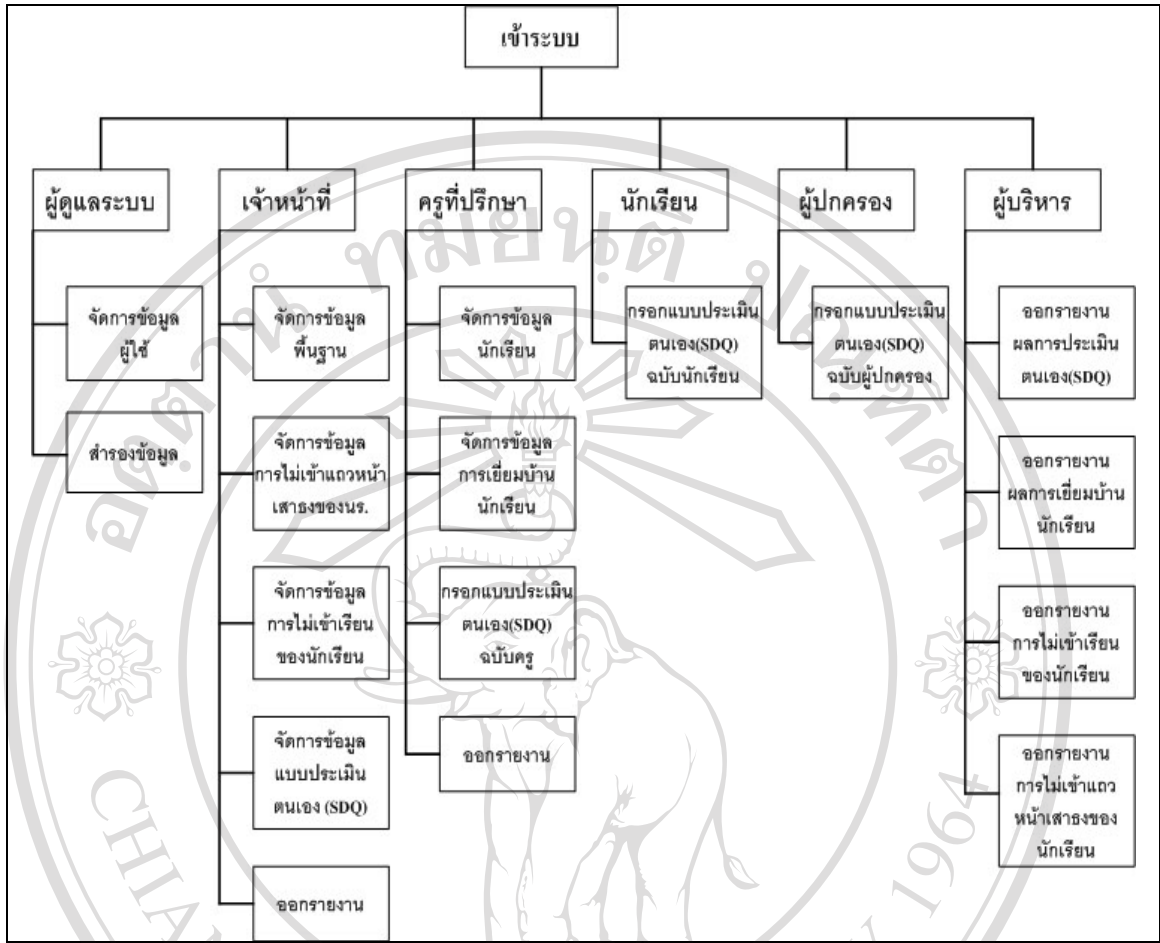 เข้าระบบ
ผู้ดูแลระบบ
จัดการข้อมูล
ผู้ใช้
สำรองข้อมูล
เจ้าหน้าที่
จัดการข้อมูล
พื้นฐาน
จัดการข้อมูล
การไม่เข้าแถวหน้า
เสาธงของนร.
จัดการข้อมูล
การไม่เข้าเรียน
ของนักเรียน
จัดการข้อมูล
แบบประเมิน
ตนเอง (SDQ)
ออกรายงาน
ครูที่ปรึกษา
จัดการข้อมูล
นักเรียน
จัดการข้อมูล
การเยี่ยมบ้าน
นักเรียน
กรอกแบบประเมิน
ตนเอง(SDQ)
ฉบับครู
ออกรายงาน
นักเรียน
กรอกแบบประเมิน
ตนเอง(SDQ)
ฉบับนักเรียน
ผู้ปกครอง
กรอกแบบประเมิน
ตนเอง(SDQ)
ฉบับผู้ปกครอง
ผู้บริหาร
ออกรายงาน
ผลการประเมิน
ตนเอง(SDQ)
ออกรายงาน
ผลการเยี่ยมบ้าน
นักเรียน
ออกรายงาน
การไม่เข้าเรียน
ของนักเรียน
ออกรายงาน
การไม่เข้าแถว
หน้าเสาธงของ
นักเรียน
อตฺตานํ ทมยนฺติ ปณฺฑิตา
1964